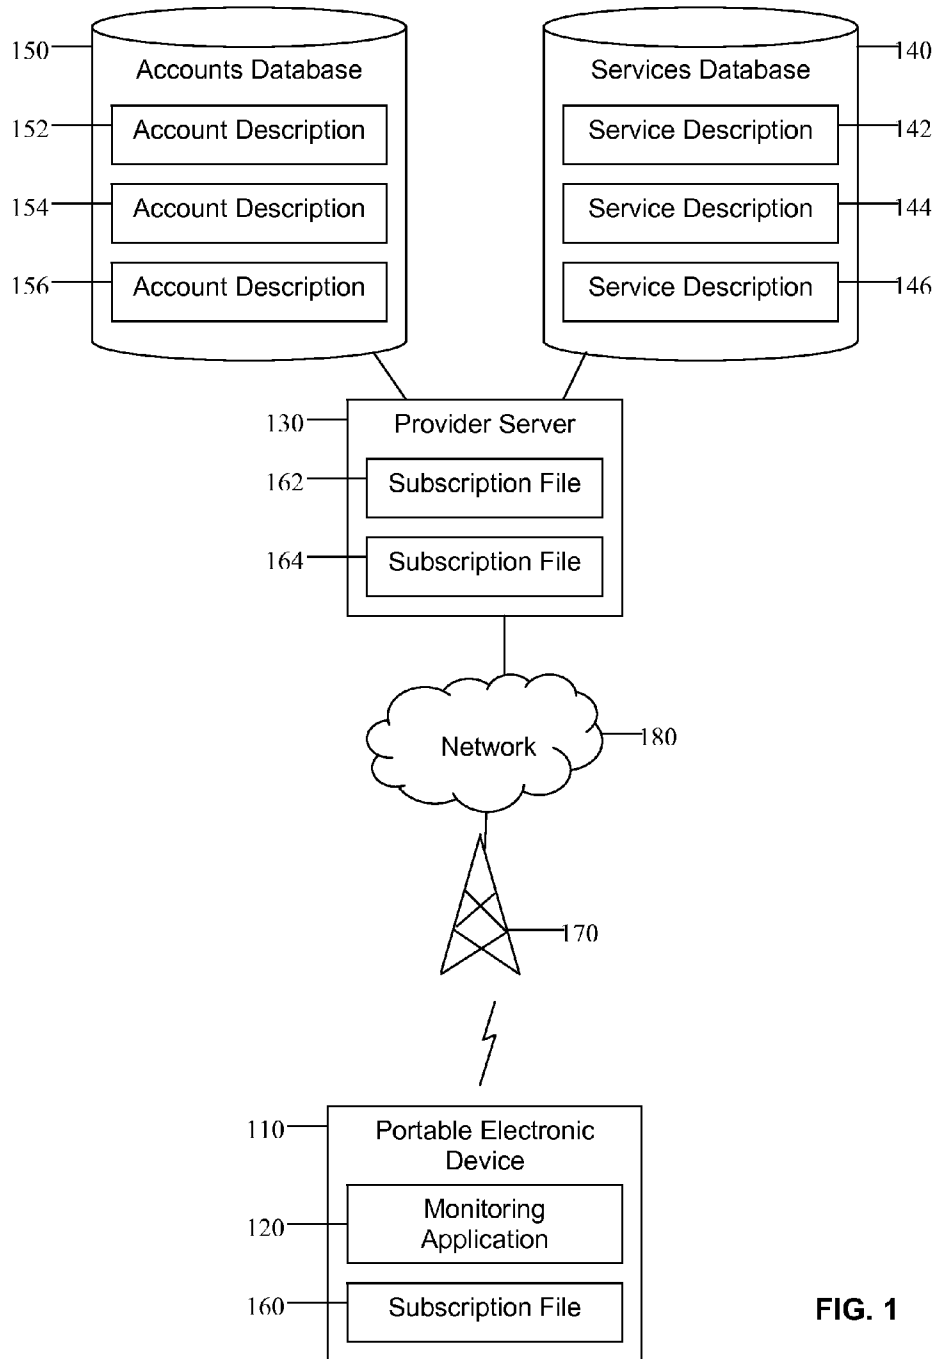 150
Accounts Database
152
Account Description
154
Account Description
156
Account Description
Services Database
140
Service Description
142
Service Description
144
Service Description
146
130
Provider Server
162
Subscription File
164
Subscription File
Network
180
170
110
Portable Electronic
Device
120
Monitoring
Application
160
Subscription File
FIG. 1